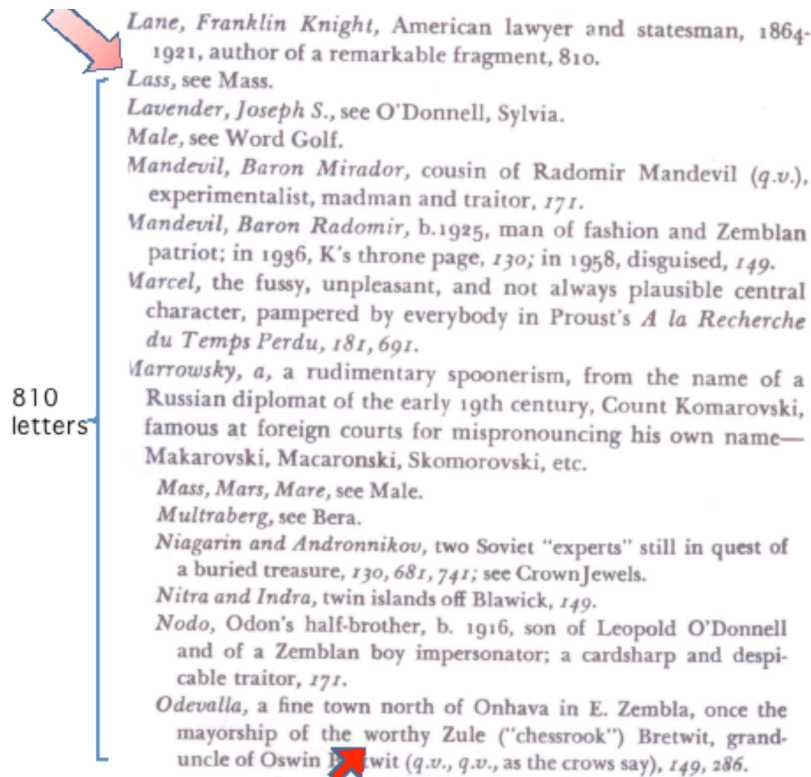 Lane, Franklin Knight, American lawyer and statesman, 1864-
1921, author of a remarkable fragment, 810.
Lass, see Mass.
Lavender, Joseph S., see O'Donnell, Sylvia.
Male, see Word Golf.
Mandevil, Baron Mirador, cousin of Radomir Mandevil (q.v.),
experimentalist, madman and traitor, 171.
Mandevil, Baron Radomir, b.1925, man of fashion and Zemblan
patriot; in 1936, K's throne page, 130; in 1958, disguised, 149.
Marcel, the fussy, unpleasant, and not always plausible central
character, pampered by everybody in Proust's A la Recherche
du Temps Perdu, 181, 691.
Marrowsky, a, a rudimentary spoonerism, from the name of a
Russian diplomat of the early 19th century, Count Komarovski,
famous at foreign courts for mispronouncing his own name—
Makarovski, Macaronski, Skomorovski, etc.
810
letters
Mass, Mars, Mare, see Male.
Multraberg, see Bera.
Niagarin and Andronnikov, two Soviet "experts" still in quest of
a buried treasure, 130, 681, 741; see Crown Jewels.
Nitra and Indra, twin islands off Blawick, 149.
Nodo, Odon's half-brother, b. 1916, son of Leopold O'Donnell
and of a Zemblan boy impersonator; a cardsharp and despi-
cable traitor, 171.
Odevalla, a fine town north of Onhava in E. Zembla, once the
mayorship of the worthy Zule ("chessrook") Bretwit, grand-
uncle of Oswin Bretwit (q.v., q.v., as the crows say), 149, 286.